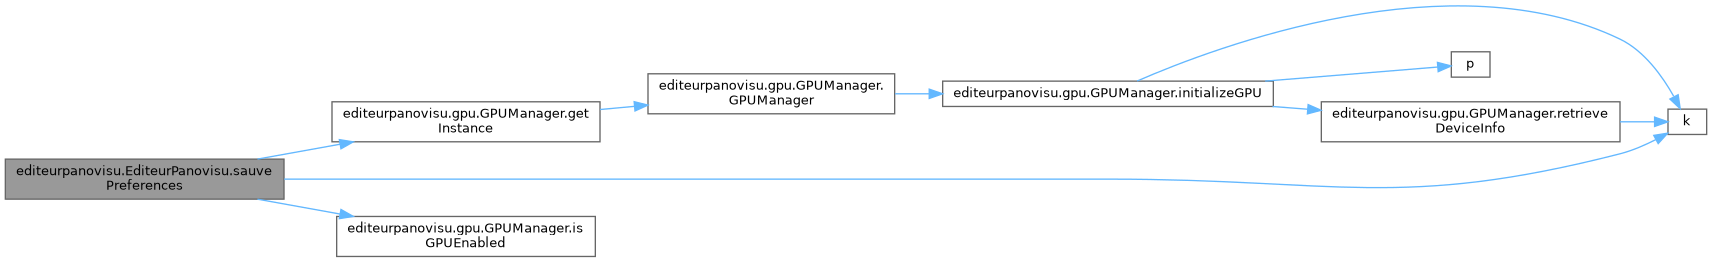 editeurpanovisu.EditeurPanovisu.sauve
Preferences
editeurpanovisu.gpu.GPUManager.get
Instance
editeurpanovisu.gpu.GPUManager.
GPUManager
editeurpanovisu.gpu.GPUManager.initializeGPU
p
editeurpanovisu.gpu.GPUManager.retrieve
DeviceInfo
k
editeurpanovisu.gpu.GPUManager.is
GPUEnabled